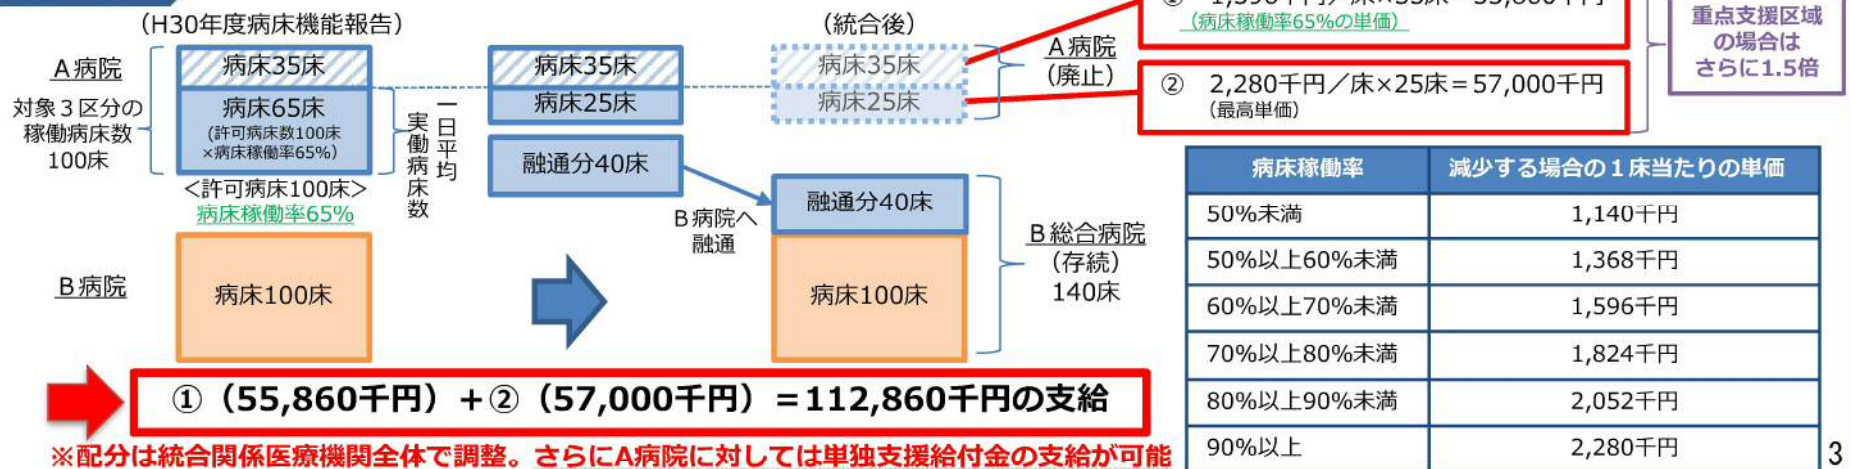 (H30年度病床機能報告)
A病院
対象3区分の
稼働病床数
100床
病床35床
病床65床
(許可病床数100床
×病床稼働率65%)
<許可病床100床>
病床稼働率65%
一日平均
実働病床数
B病院
病床100床
病床35床
病床25床
融通分40床
B病院へ
融通
(統合後)
病床35床
病床25床
A病院
(廃止)
融通分40床
病床100床
B総合病院
(存続)
140床
(病床稼働率65%の単価)
② 2,280千円/床×25床=57,000千円
(最高単価)
重点支援区域
の場合は
さらに1.5倍
病床稼働率 減少する場合の1床当たりの単価
50%未満 1,140千円
50%以上60%未満 1,368千円
60%以上70%未満 1,596千円
70%以上80%未満 1,824千円
80%以上90%未満 2,052千円
90%以上 2,280千円
①(55,860千円)+②(57,000千円)=112,860千円の支給
※配分は統合関係医療機関全体で調整。さらにA病院に対しては単独支援給付金の支給が可能
3